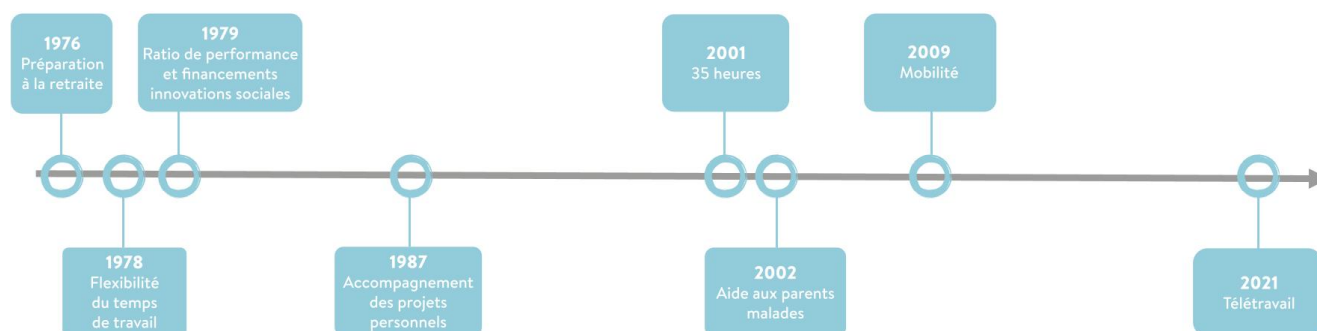 1976
Préparation
à la retraite
1978
Flexibilité
du temps
de travail
1979
Ratio de performance
et financements
innovations sociales
1987
Accompagnement
des projets
personnels
2001
35 heures
2002
Aide aux parents
malades
2009
Mobilité
2021
Télétravail